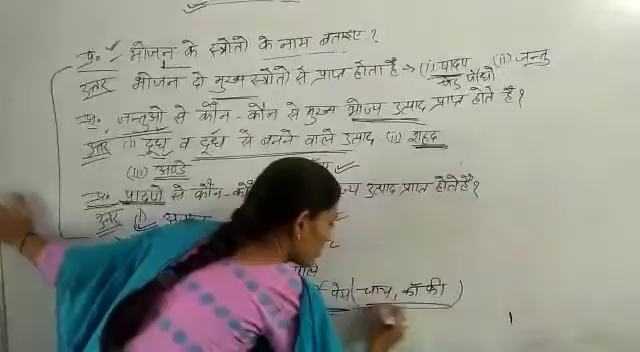 प्र० भोजन के स्त्रोतो के नाम बताइए ?
उत्तर भोजन दो मुख्य स्त्रोतो से प्राप्त होता है → (i) पादप (ii) जन्तु
पेड़ पौधो
प्र० जन्तुओ से कौन - कौन से मुख्य भोज्य उत्पाद प्राप्त होते है ?
उत्तर (i) दूध व दूध से बनने वाले उत्पाद (ii) शहद
(iii) अण्डे
प्र० पादपो से कौन - कौ उत्पाद प्राप्त होते है ?
उत्तर (i)
पेय ( चाय, कॉफी )